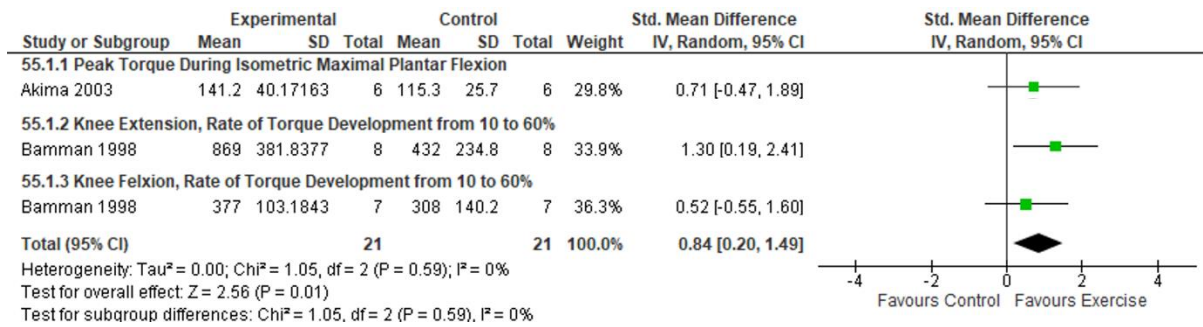 Experimental Control Std. Mean Difference Std. Mean Difference
Study or Subgroup Mean SD Total Mean SD Total Weight IV, Random, 95% CI IV, Random, 95% CI
55.1.1 Peak Torque During Isometric Maximal Plantar Flexion
Akima 2003 141.2 40.17163 6 115.3 25.7 6 29.8% 0.71 [-0.47, 1.89]
55.1.2 Knee Extension, Rate of Torque Development from 10 to 60%
Bamman 1998 869 381.8377 8 432 234.8 8 33.9% 1.30 [0.19, 2.41]
55.1.3 Knee Felxion, Rate of Torque Development from 10 to 60%
Bamman 1998 377 103.1843 7 308 140.2 7 36.3% 0.52 [-0.55, 1.60]
Total (95% CI) 21 21 100.0% 0.84 [0.20, 1.49]
Heterogeneity: Tau² = 0.00; Chi² = 1.05, df = 2 (P = 0.59); I² = 0%
Test for overall effect: Z = 2.56 (P = 0.01)
Test for subgroup differences: Chi² = 1.05, df = 2 (P = 0.59), I² = 0%
-4 -2 0 2 4
Favours Control Favours Exercise